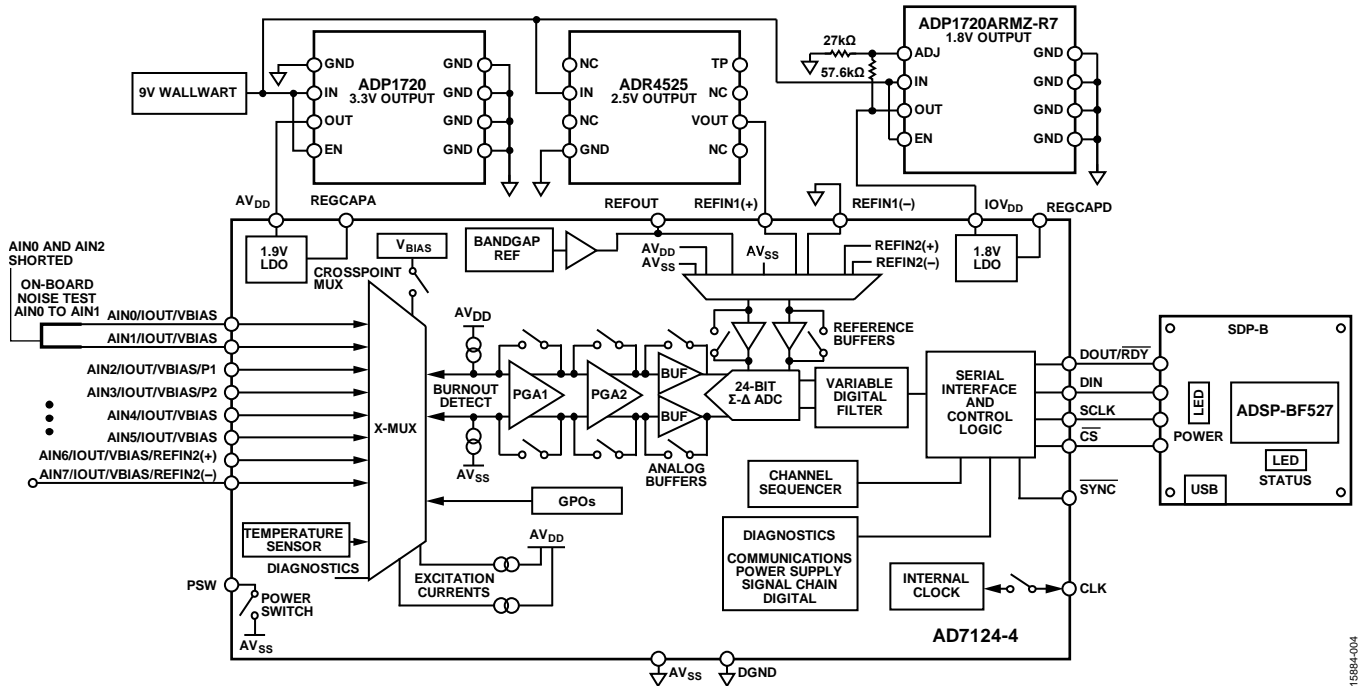 ADP1720ARMZ-R7
1.8V OUTPUT
27kΩ
57.6kΩ
ADJ
IN
OUT
EN
GND
GND
GND
GND
9V WALLWART
GND
IN
OUT
EN
ADP1720
3.3V OUTPUT
GND
GND
GND
GND
NC
IN
NC
GND
ADR4525
2.5V OUTPUT
TP
NC
VOUT
NC
AVDD
REGCAPA
REFOUT
REFIN1(+)
REFIN1(−)
IOVDD
REGCAPD
1.9V
LDO
VBIAS
CROSSPOINT
MUX
BANDGAP
REF
AVDD
AVSS
AVSS
REFIN2(+)
REFIN2(−)
1.8V
LDO
AIN0 AND AIN2
SHORTED
ON-BOARD
NOISE TEST
AIN0 TO AIN1
AIN0/IOUT/VBIAS
AIN1/IOUT/VBIAS
AIN2/IOUT/VBIAS/P1
AIN3/IOUT/VBIAS/P2
AIN4/IOUT/VBIAS
AIN5/IOUT/VBIAS
AIN6/IOUT/VBIAS/REFIN2(+)
AIN7/IOUT/VBIAS/REFIN2(−)
X-MUX
AVDD
BURNOUT
DETECT
AVSS
PGA1
PGA2
BUF
BUF
ANALOG
BUFFERS
REFERENCE
BUFFERS
24-BIT
Σ-Δ ADC
VARIABLE
DIGITAL
FILTER
SERIAL
INTERFACE
AND
CONTROL
LOGIC
DOUT/RDY
DIN
SCLK
CS
SYNC
CLK
SDP-B
LED
POWER
ADSP-BF527
LED
STATUS
USB
GPOs
CHANNEL
SEQUENCER
TEMPERATURE
SENSOR
DIAGNOSTICS
AVDD
EXCITATION
CURRENTS
DIAGNOSTICS
COMMUNICATIONS
POWER SUPPLY
SIGNAL CHAIN
DIGITAL
INTERNAL
CLOCK
PSW
POWER
SWITCH
AVSS
AD7124-4
AVSS
DGND
15884-004